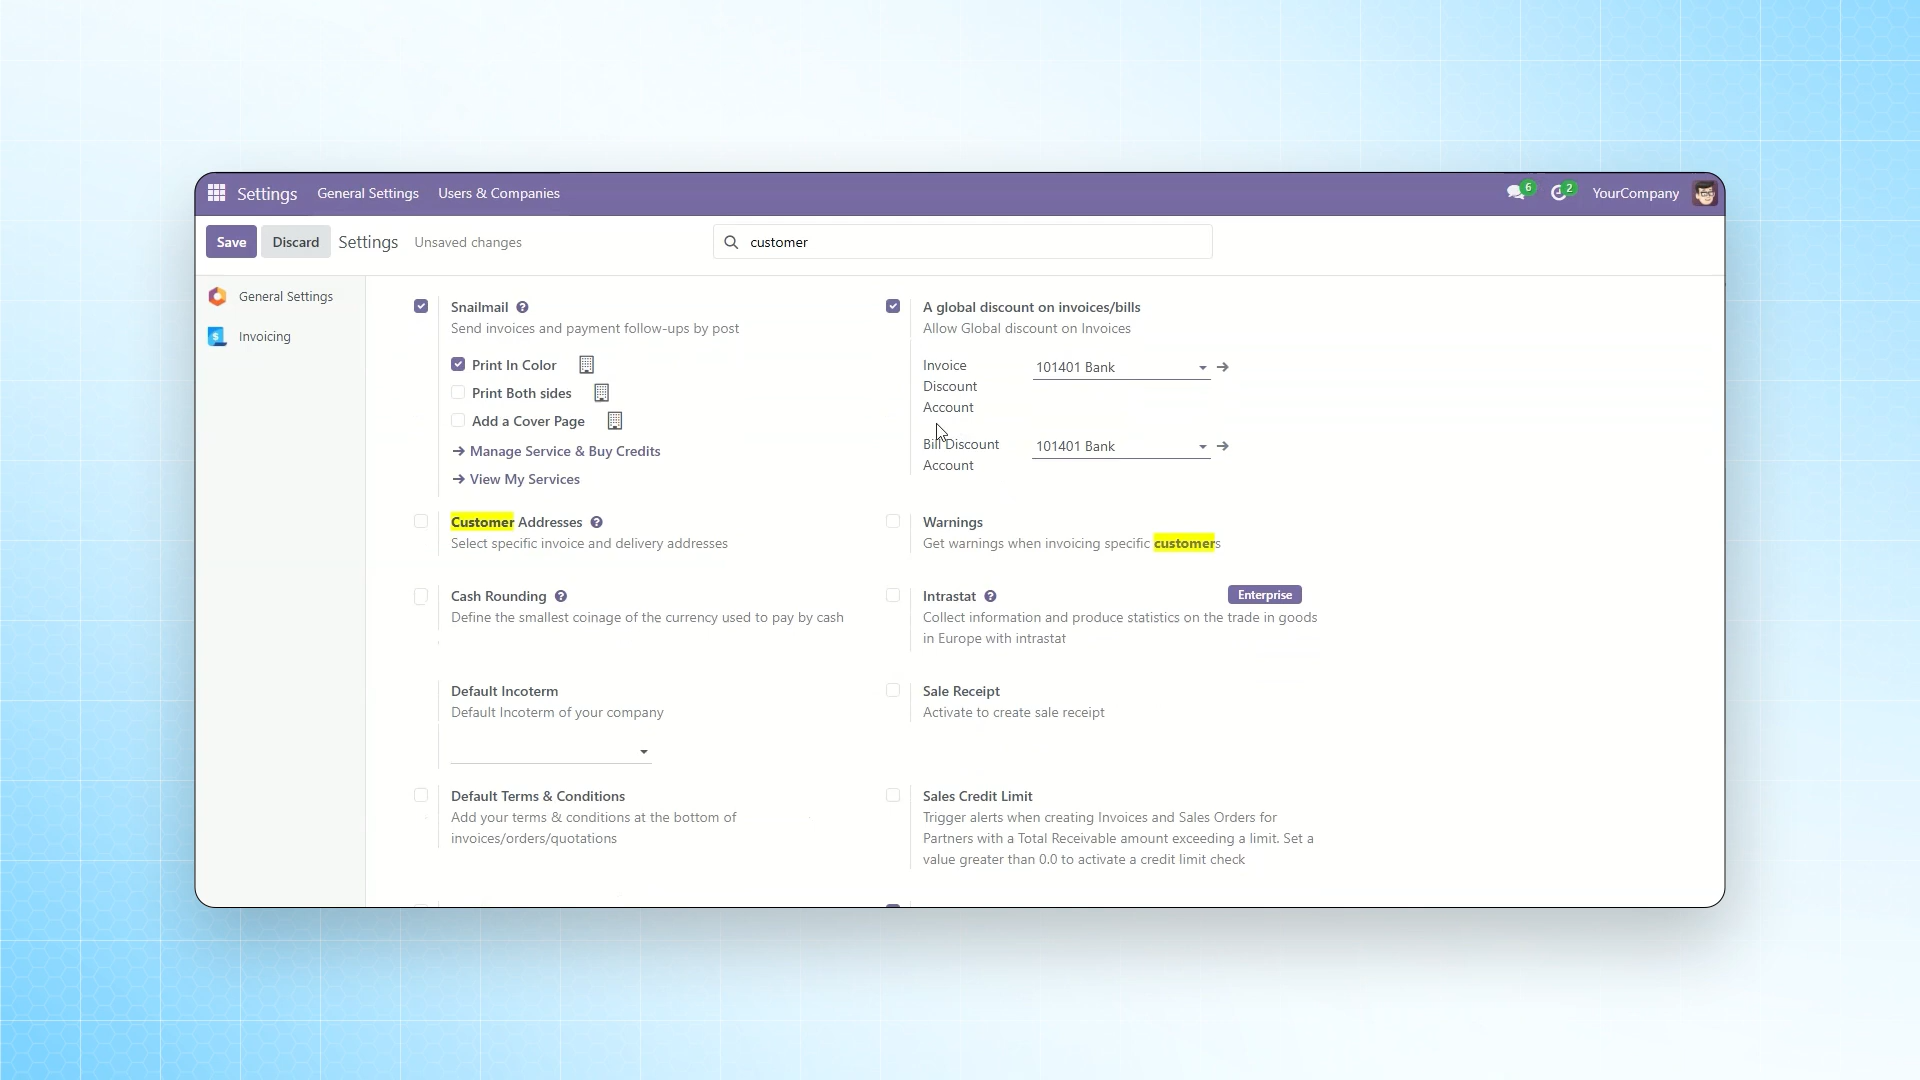 Settings General Settings Users & Companies 6 2 YourCompany
Save Discard Settings Unsaved changes customer
General Settings
Invoicing
Snailmail ?
Send invoices and payment follow-ups by post
Print In Color
Print Both sides
Add a Cover Page
→ Manage Service & Buy Credits
→ View My Services
A global discount on invoices/bills
Allow Global discount on Invoices
Invoice
Discount
Account
101401 Bank
Bill Discount
Account
101401 Bank
Customer Addresses ?
Select specific invoice and delivery addresses
Warnings
Get warnings when invoicing specific customers
Cash Rounding ?
Define the smallest coinage of the currency used to pay by cash
Intrastat ? Enterprise
Collect information and produce statistics on the trade in goods
in Europe with intrastat
Default Incoterm
Default Incoterm of your company
Sale Receipt
Activate to create sale receipt
Default Terms & Conditions
Add your terms & conditions at the bottom of
invoices/orders/quotations
Sales Credit Limit
Trigger alerts when creating Invoices and Sales Orders for
Partners with a Total Receivable amount exceeding a limit. Set a
value greater than 0.0 to activate a credit limit check